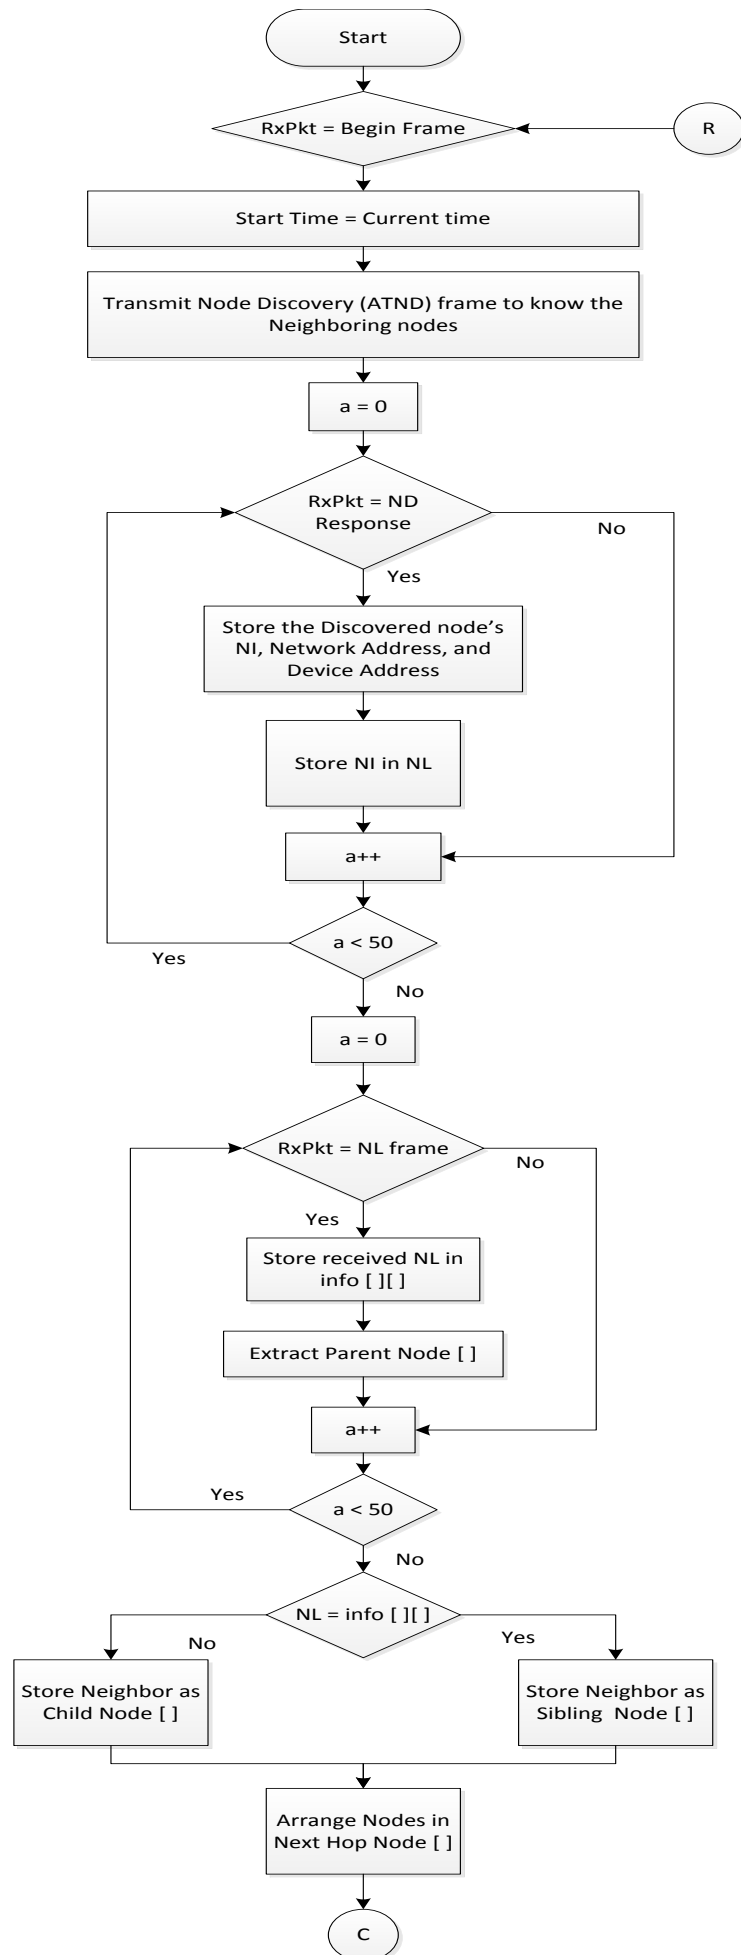 Start
RxPkt = Begin Frame
R
Start Time = Current time
Transmit Node Discovery (ATND) frame to know the
Neighboring nodes
a = 0
RxPkt = ND
Response
No
Yes
Store the Discovered node’s
NI, Network Address, and
Device Address
Store NI in NL
a++
a < 50
Yes
No
a = 0
RxPkt = NL frame
No
Yes
Store received NL in
info [ ][ ]
Extract Parent Node [ ]
a++
Yes
a < 50
No
NL = info [ ][ ]
No
Yes
Store Neighbor as
Child Node [ ]
Store Neighbor as
Sibling  Node [ ]
Arrange Nodes in
Next Hop Node [ ]
C